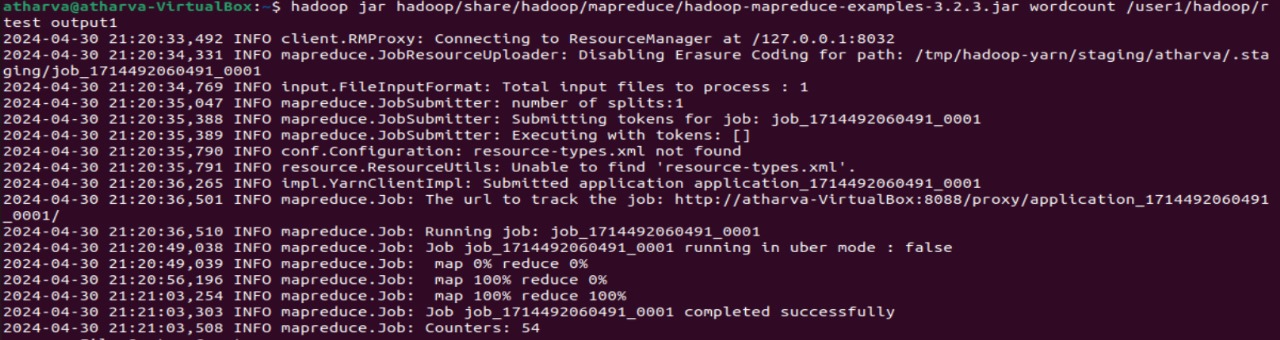 atharva@atharva-VirtualBox:~$ hadoop jar hadoop/share/hadoop/mapreduce/hadoop-mapreduce-examples-3.2.3.jar wordcount /user1/hadoop/r
test output1
2024-04-30 21:20:33,492 INFO client.RMProxy: Connecting to ResourceManager at /127.0.0.1:8032
2024-04-30 21:20:34,331 INFO mapreduce.JobResourceUploader: Disabling Erasure Coding for path: /tmp/hadoop-yarn/staging/atharva/.sta
ging/job_1714492060491_0001
2024-04-30 21:20:34,769 INFO input.FileInputFormat: Total input files to process : 1
2024-04-30 21:20:35,047 INFO mapreduce.JobSubmitter: number of splits:1
2024-04-30 21:20:35,388 INFO mapreduce.JobSubmitter: Submitting tokens for job: job_1714492060491_0001
2024-04-30 21:20:35,389 INFO mapreduce.JobSubmitter: Executing with tokens: []
2024-04-30 21:20:35,790 INFO conf.Configuration: resource-types.xml not found
2024-04-30 21:20:35,791 INFO resource.ResourceUtils: Unable to find 'resource-types.xml'.
2024-04-30 21:20:36,265 INFO impl.YarnClientImpl: Submitted application application_1714492060491_0001
2024-04-30 21:20:36,501 INFO mapreduce.Job: The url to track the job: http://atharva-VirtualBox:8088/proxy/application_1714492060491
_0001/
2024-04-30 21:20:36,510 INFO mapreduce.Job: Running job: job_1714492060491_0001
2024-04-30 21:20:49,038 INFO mapreduce.Job: Job job_1714492060491_0001 running in uber mode : false
2024-04-30 21:20:49,039 INFO mapreduce.Job:  map 0% reduce 0%
2024-04-30 21:20:56,196 INFO mapreduce.Job:  map 100% reduce 0%
2024-04-30 21:21:03,254 INFO mapreduce.Job:  map 100% reduce 100%
2024-04-30 21:21:03,303 INFO mapreduce.Job: Job job_1714492060491_0001 completed successfully
2024-04-30 21:21:03,508 INFO mapreduce.Job: Counters: 54